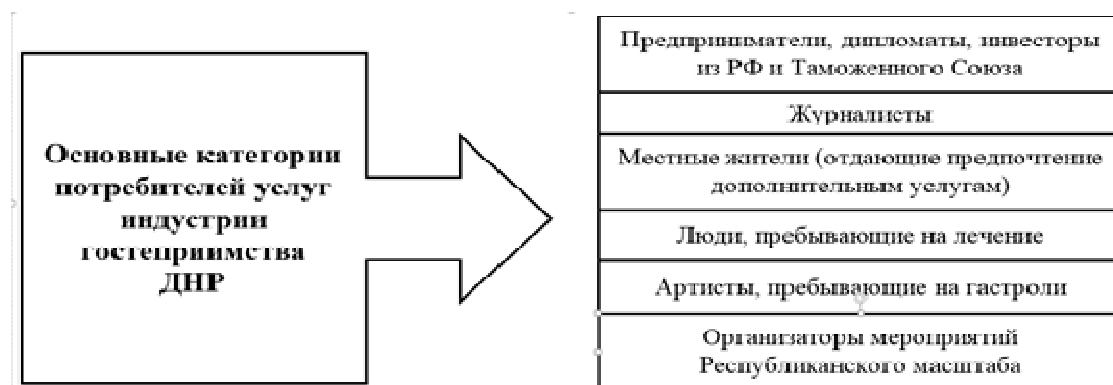 Основные категории
потребителей услуг
индустрии
гостеприимства
ДНР
Предприниматели, дипломаты, инвесторы
из РФ и Таможенного Союза
Журналисты
Местные жители (отдающие предпочтение
дополнительным услугам)
Люди, пребывающие на лечение
Артисты, пребывающие на гастроли
Организаторы мероприятий
Республиканского масштаба